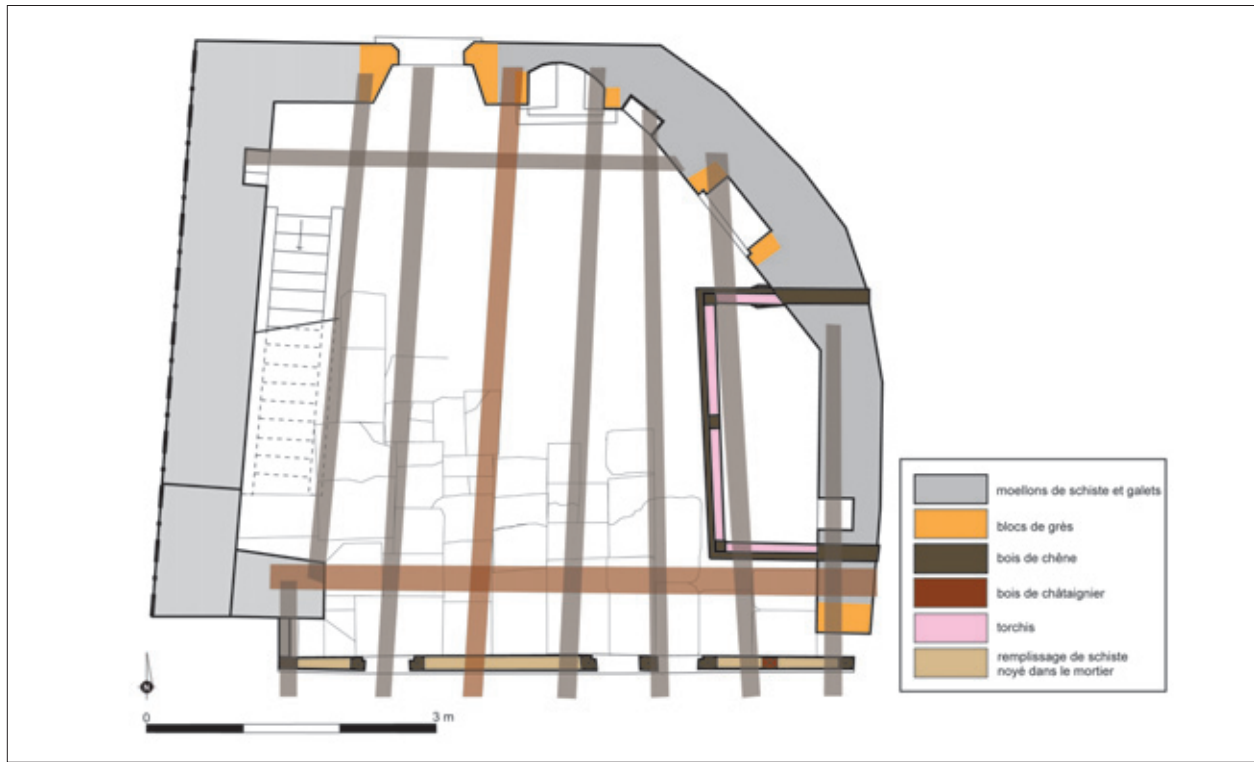 moellons de schiste et galets
blocs de grès
bois de chêne
bois de châtaignier
torchis
remplissage de schiste
noyé dans le mortier
0 3 m